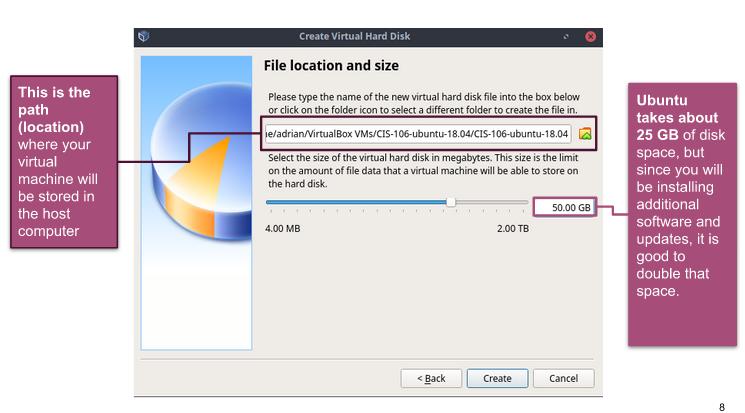 Create Virtual Hard Disk
This is the
path
(location)
where your
virtual
machine will
be stored in
the host
computer
File location and size
Please type the name of the new virtual hard disk file into the box below
or click on the folder icon to select a different folder to create the file in.
e/adrian/VirtualBox VMs/CIS-106-ubuntu-18.04/CIS-106-ubuntu-18.04
Select the size of the virtual hard disk in megabytes. This size is the limit
on the amount of file data that a virtual machine will be able to store on
the hard disk.
50.00 GB
4.00 MB
2.00 TB
Ubuntu
takes about
25 GB of disk
space, but
since you will
be installing
additional
software and
updates, it is
good to
double that
space.
< Back
Create
Cancel
8